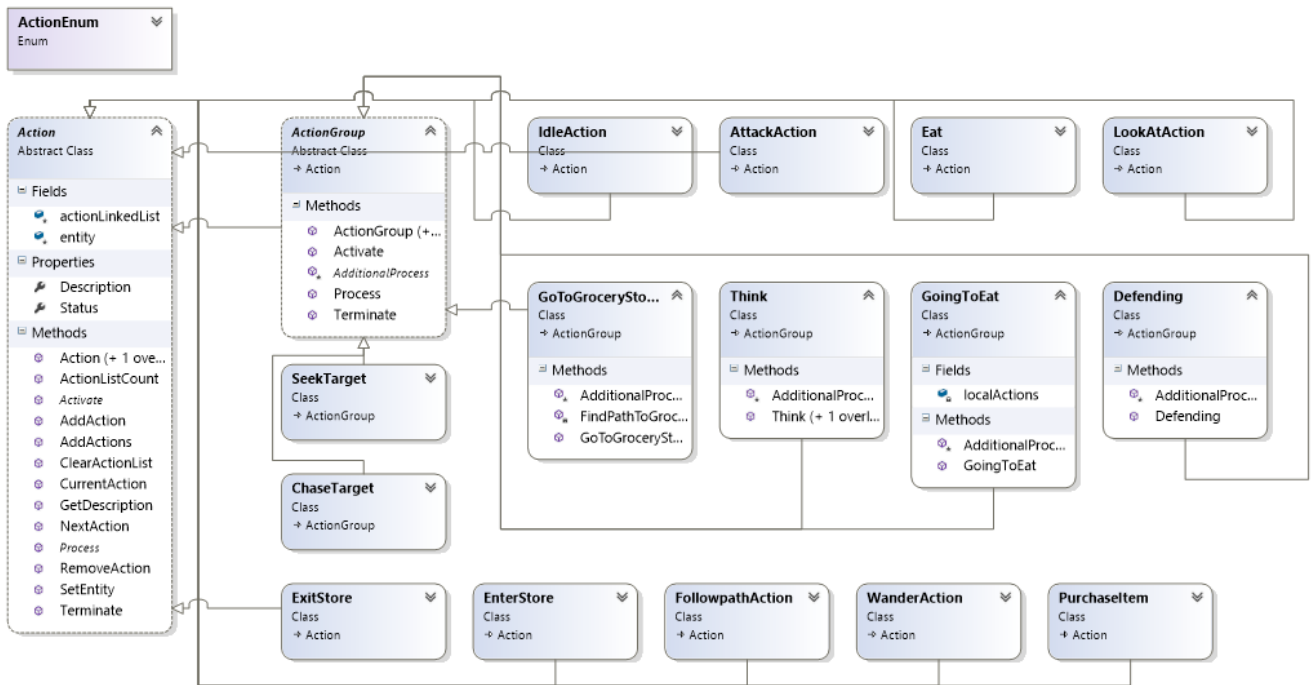 ActionEnum
Enum
Action
Abstract Class
Fields
actionLinkedList
entity
Properties
Description
Status
Methods
Action (+ 1 ove...
ActionListCount
Activate
AddAction
AddActions
ClearActionList
CurrentAction
GetDescription
NextAction
Process
RemoveAction
SetEntity
Terminate
ActionGroup
Abstract Class
Action
Methods
ActionGroup (+...
Activate
AdditionalProcess
Process
Terminate
IdleAction
Class
Action
AttackAction
Class
Action
Eat
Class
Action
LookAtAction
Class
Action
GoToGrocerySto...
Class
ActionGroup
Methods
AdditionalProc...
FindPathToGroc...
GoToGrocerySt...
Think
Class
ActionGroup
Methods
AdditionalProc...
Think (+ 1 overl...
GoingToEat
Class
ActionGroup
Fields
localActions
Methods
AdditionalProc...
GoingToEat
Defending
Class
ActionGroup
Methods
AdditionalProc...
Defending
SeekTarget
Class
ActionGroup
ChaseTarget
Class
ActionGroup
ExitStore
Class
Action
EnterStore
Class
Action
FollowpathAction
Class
Action
WanderAction
Class
Action
PurchaseItem
Class
Action